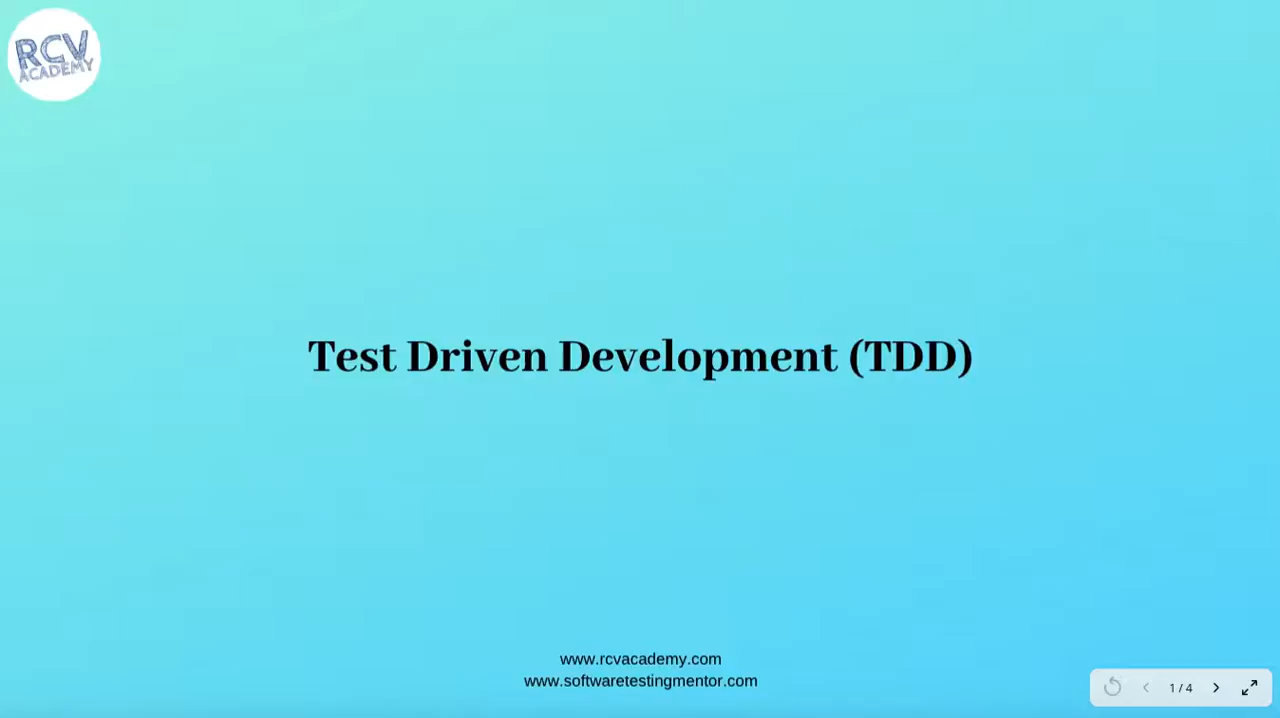 RCV
ACADEMY
Test Driven Development (TDD)
www.rcvacademy.com
www.softwaretestingmentor.com
1 / 4